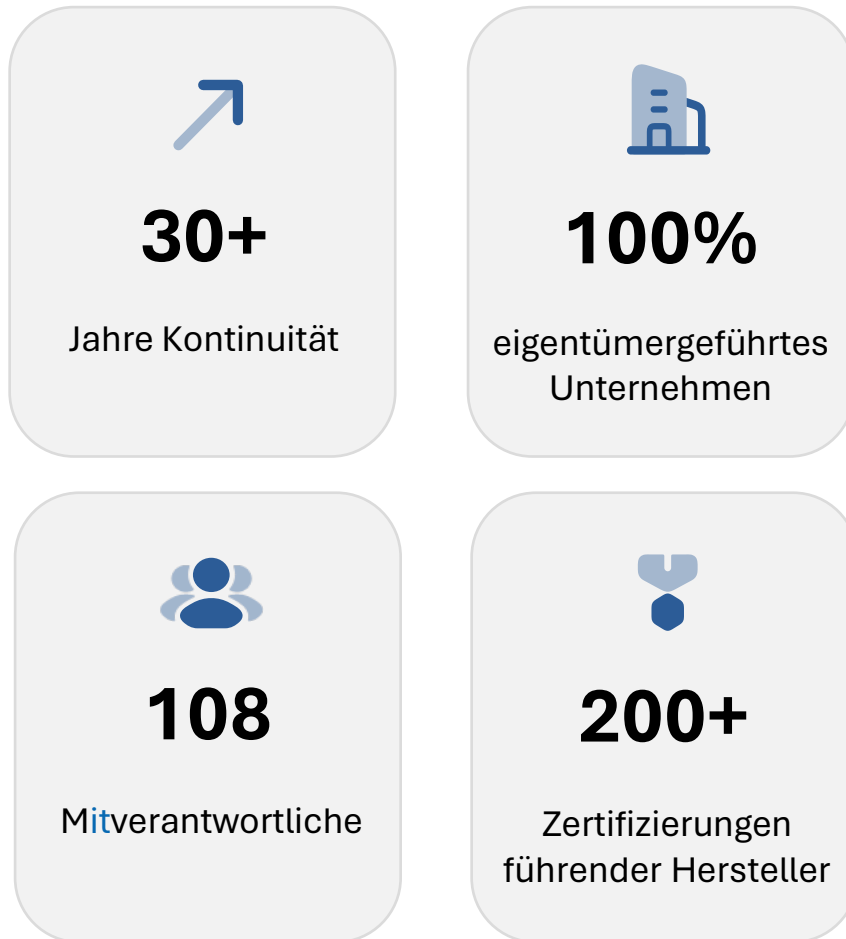 30+
Jahre Kontinuität
100%
eigentümergeführtes
Unternehmen
108
Mitverantwortliche
200+
Zertifizierungen
führender Hersteller